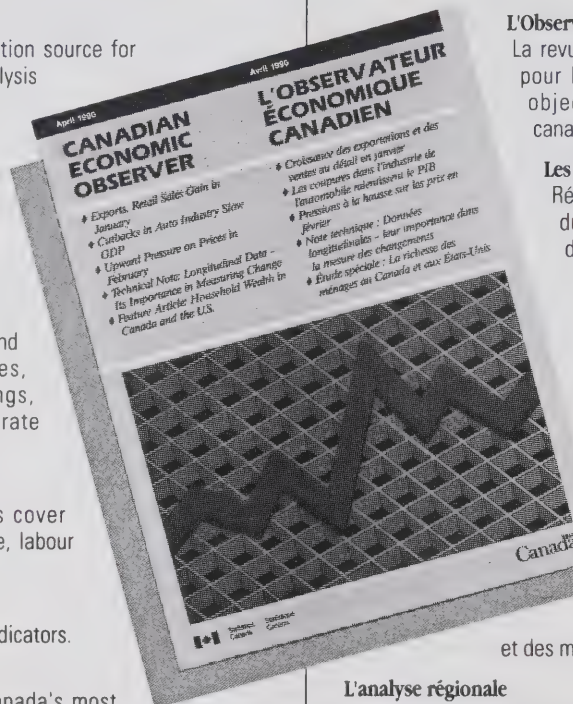 tion source for
lysis
nd
es,
ngs,
rate
s cover
e, labour
dicators.
anada's most
April 1996
CANADIAN
ECONOMIC
OBSERVER
Exports, Retail Sales Gain in
January
Cutbacks in Auto Industry Slow
GDP
Upward Pressure on Prices in
February
Technical Note: Longitudinal Data -
Its Importance in Measuring Change
Feature Article: Household Wealth in
Canada and the U.S.
Avril 1996
L'OBSERVATEUR
ÉCONOMIQUE
CANADIEN
Croissance des exportations et des
ventes au détail en janvier
Les coupures dans l'industrie de
l'automobile ralentissent le PIB
Pressions à la hausse sur les prix en
février
Note technique : Données
longitudinales - leur importance dans
la mesure des changements
Étude spéciale : La richesse des
ménages au Canada et aux États-Unis
Statistics Canada
Statistique Canada
Canada
L'Observ
La revu
pour l
objec
cana
Les
Ré
d
et des m
L'analyse régionale